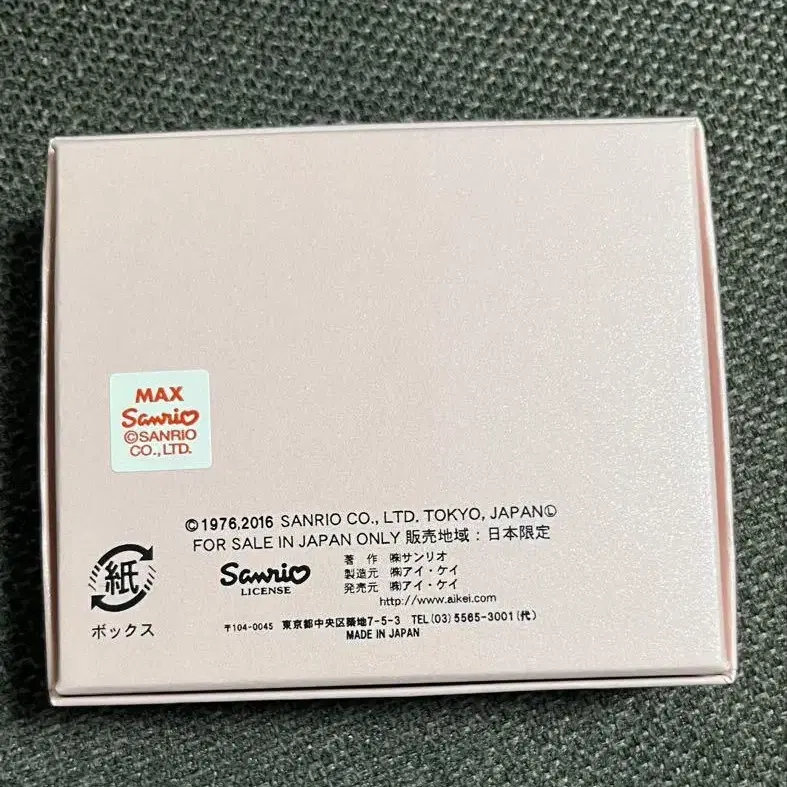 MAX
Sanrio
©SANRIO
CO.,LTD.
©1976,2016 SANRIO CO., LTD. TOKYO, JAPANⓁ
FOR SALE IN JAPAN ONLY 販売地域：日本限定
紙
ボックス
Sanrio
LICENSE
著 作 ㈱サンリオ
製造元 ㈱アイ・ケイ
発売元 ㈱アイ・ケイ
http://www.aikei.com
〒104-0045 東京都中央区築地7-5-3 TEL(03)5565-3001(代)
MADE IN JAPAN